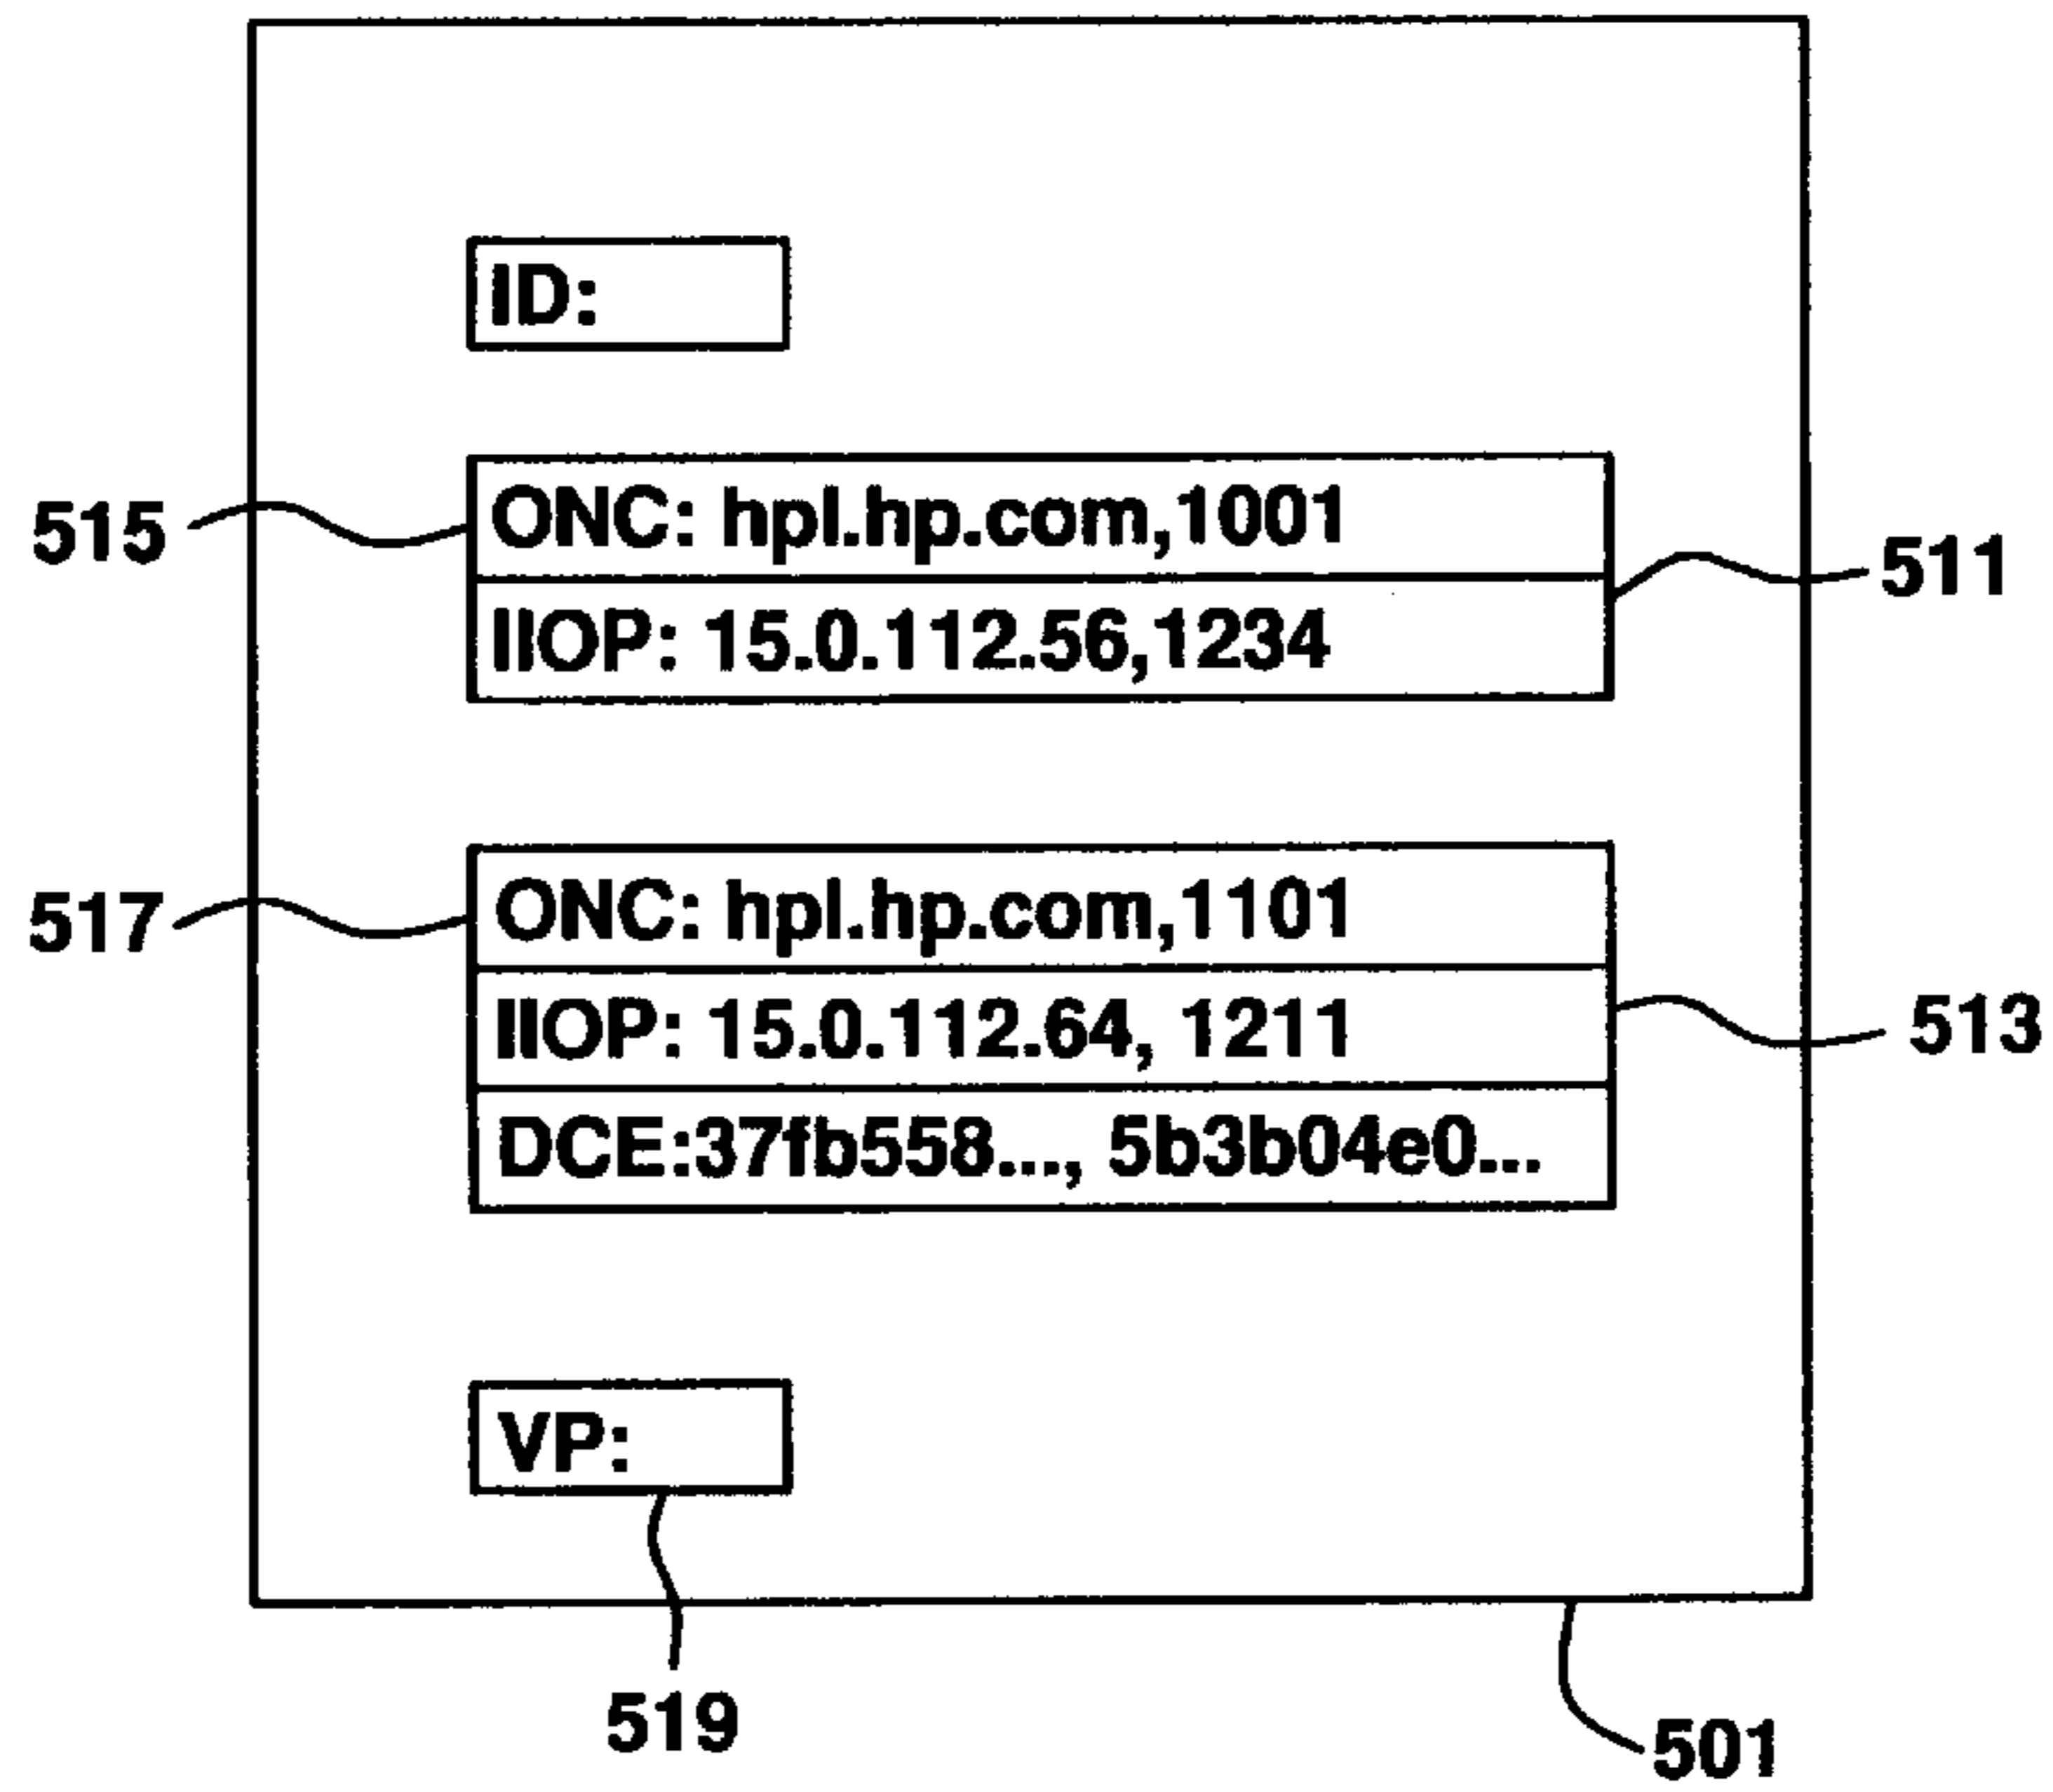 ID:
515
ONC: hpl.hp.com,1001
511
IIOP: 15.0.112.56,1234
517
ONC: hpl.hp.com,1101
IIOP: 15.0.112.64, 1211
513
DCE:37fb558..., 5b3b04e0...
VP:
519
501